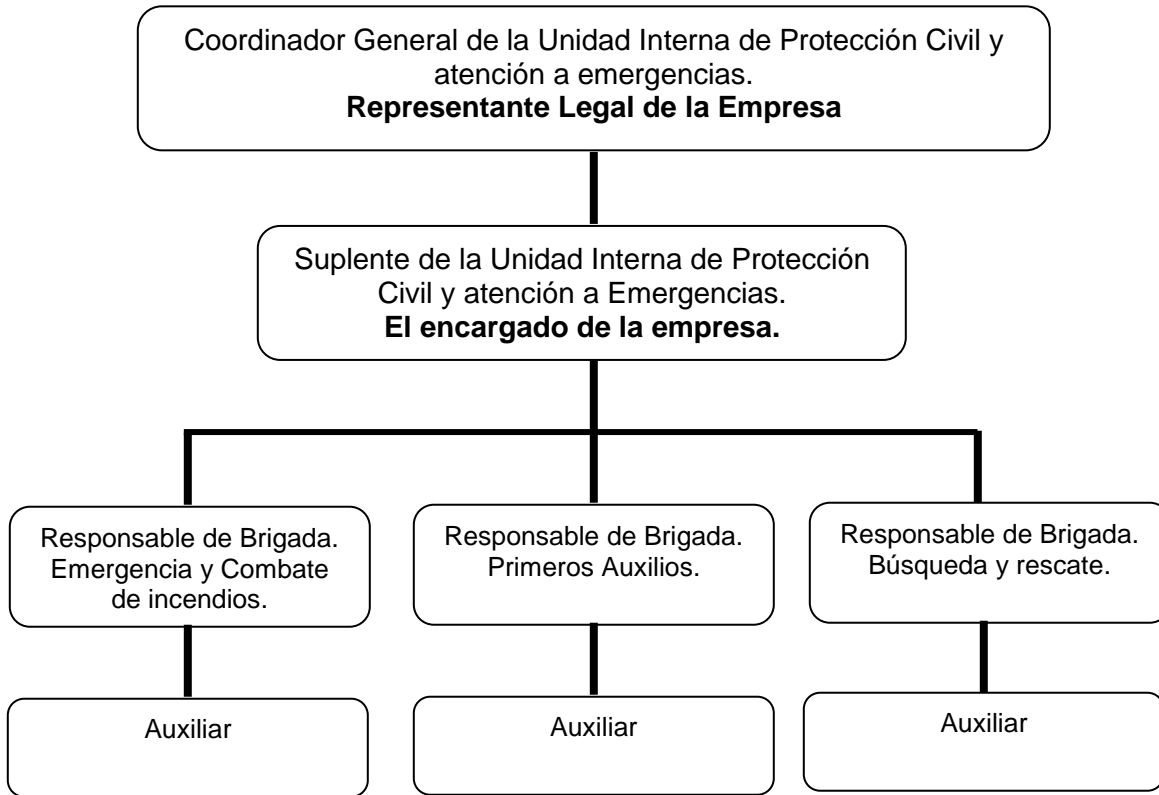 Coordinador General de la Unidad Interna de Protección Civil y
atención a emergencias.
Representante Legal de la Empresa
Suplente de la Unidad Interna de Protección
Civil y atención a Emergencias.
El encargado de la empresa.
Responsable de Brigada.
Emergencia y Combate
de incendios.
Responsable de Brigada.
Primeros Auxilios.
Responsable de Brigada.
Búsqueda y rescate.
Auxiliar
Auxiliar
Auxiliar